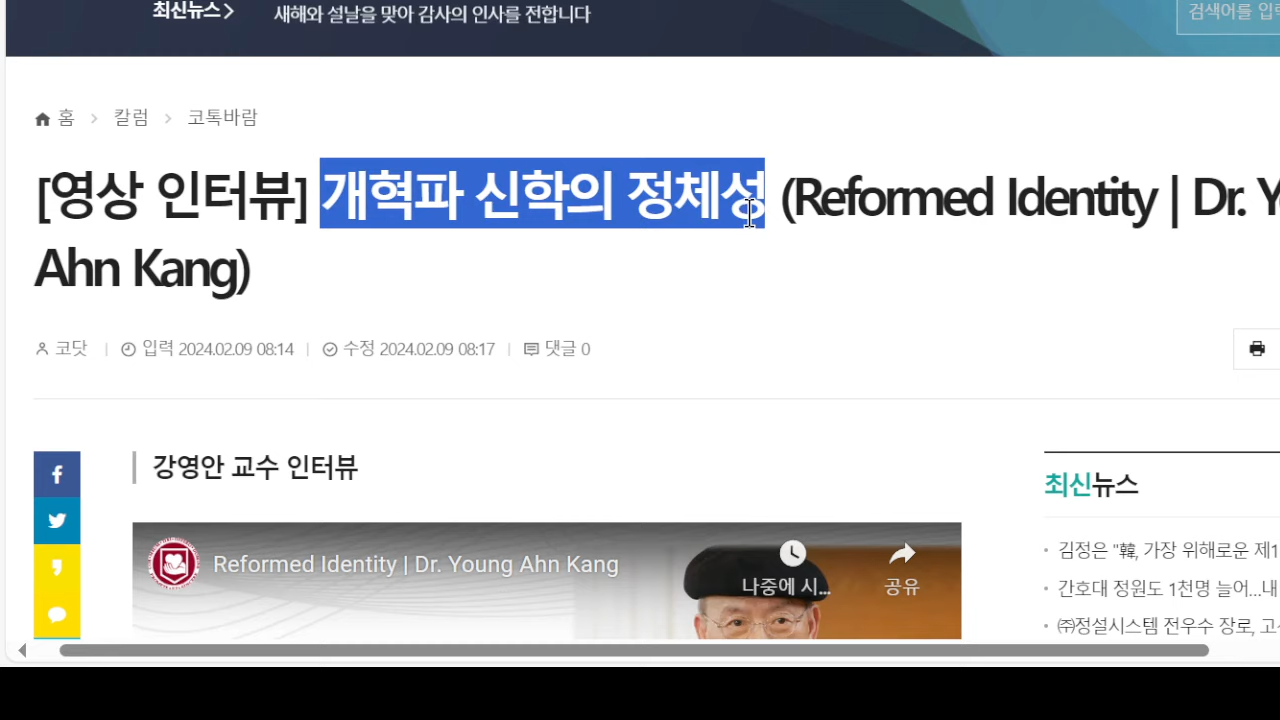 최신뉴스
새해와 설날을 맞아 감사의 인사를 전합니다
검색어를
홈 > 칼럼 > 코톡바람
[영상 인터뷰] 개혁파 신학의 정체성 (Reformed Identity | Dr.
Ahn Kang)
코닷 | 입력 2024.02.09 08:14 | 수정 2024.02.09 08:17 | 댓글 0
강영안 교수 인터뷰
Reformed Identity | Dr. Young Ahn Kang
나중에 시...
공유
최신뉴스
김정은 "韓, 가장 위해로운
간호대 정원도 1천명 늘어...내
㈜정설시스템 전우수 장로,